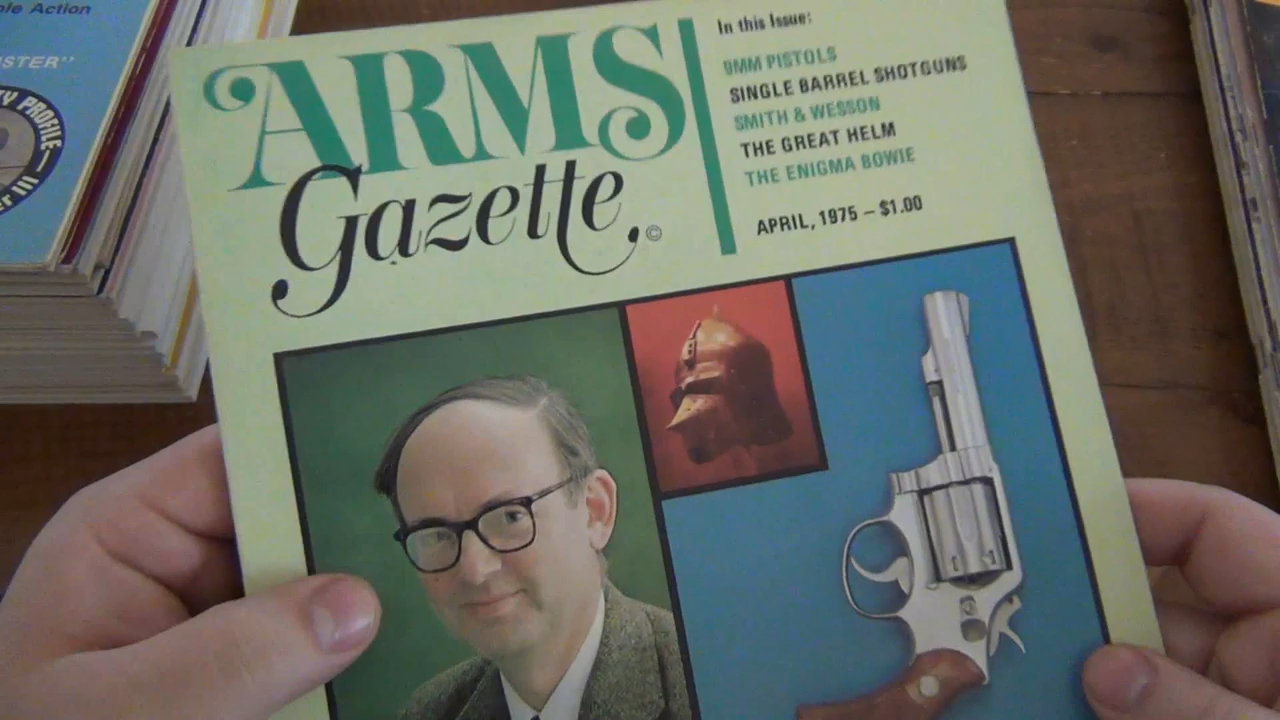 ARMS
Gazette
©
In this Issue:
9MM PISTOLS
SINGLE BARREL SHOTGUNS
SMITH & WESSON
THE GREAT HELM
THE ENIGMA BOWIE
APRIL, 1975 – $1.00
Action
PROFILE